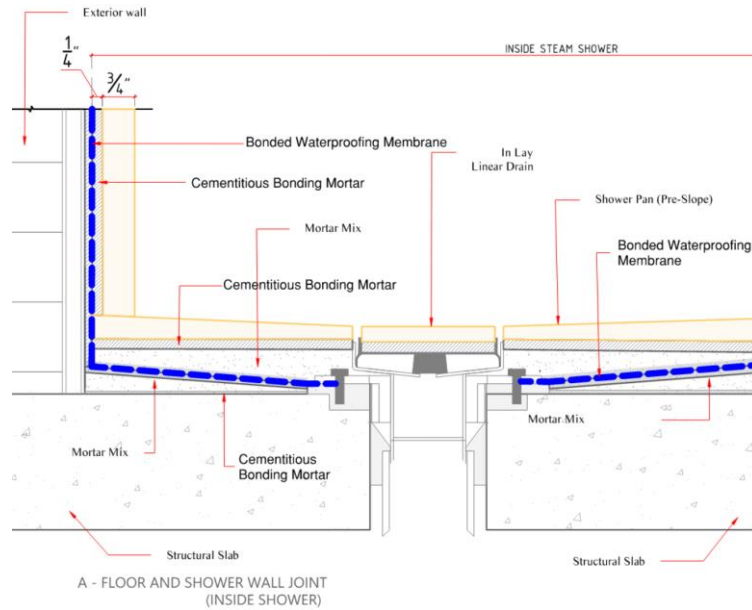 Exterior wall
1/4"
3/4"
INSIDE STEAM SHOWER
Bonded Waterproofing Membrane
In Lay
Linear Drain
Cementitious Bonding Mortar
Shower Pan (Pre-Slope)
Mortar Mix
Bonded Waterproofing
Membrane
Cementitious Bonding Mortar
Mortar Mix
Mortar Mix
Cementitious
Bonding Mortar
Structural Slab
Structural Slab
A - FLOOR AND SHOWER WALL JOINT
(INSIDE SHOWER)